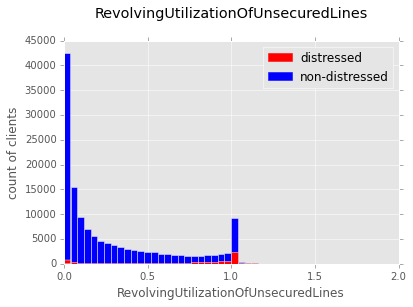 RevolvingUtilizationOfUnsecuredLines
45000
40000
35000
30000
25000
20000
15000
10000
5000
0
count of clients
distressed
non-distressed
0.0 0.5 1.0 1.5 2.0
RevolvingUtilizationOfUnsecuredLines